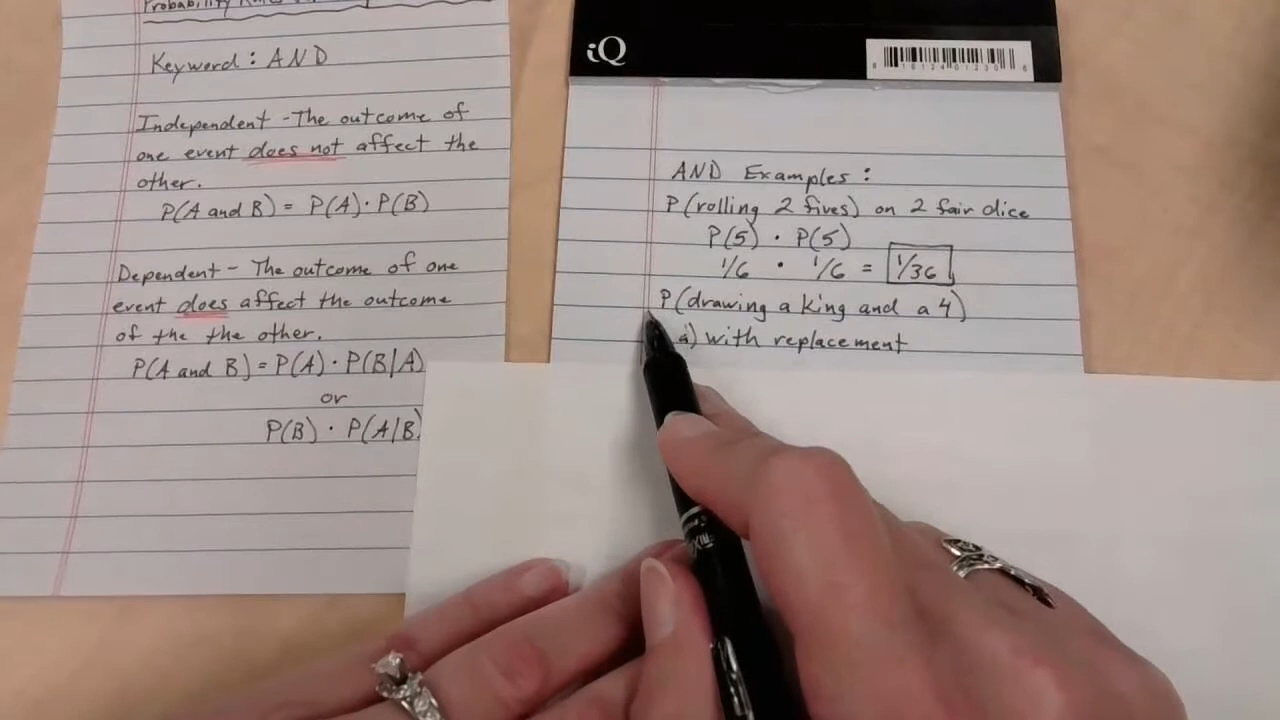 Probability Rules
Keyword: AND
Independent - The outcome of
one event does not affect the
other.
P(A and B) = P(A) · P(B)
Dependent - The outcome of one
event does affect the outcome
of the the other.
P(A and B) = P(A) · P(B|A)
or
P(B) · P(A|B)
iQ
AND Examples:
P(rolling 2 fives) on 2 fair dice
P(5) · P(5)
1/6 · 1/6 = 1/36
P(drawing a king and a 4)
a) with replacement